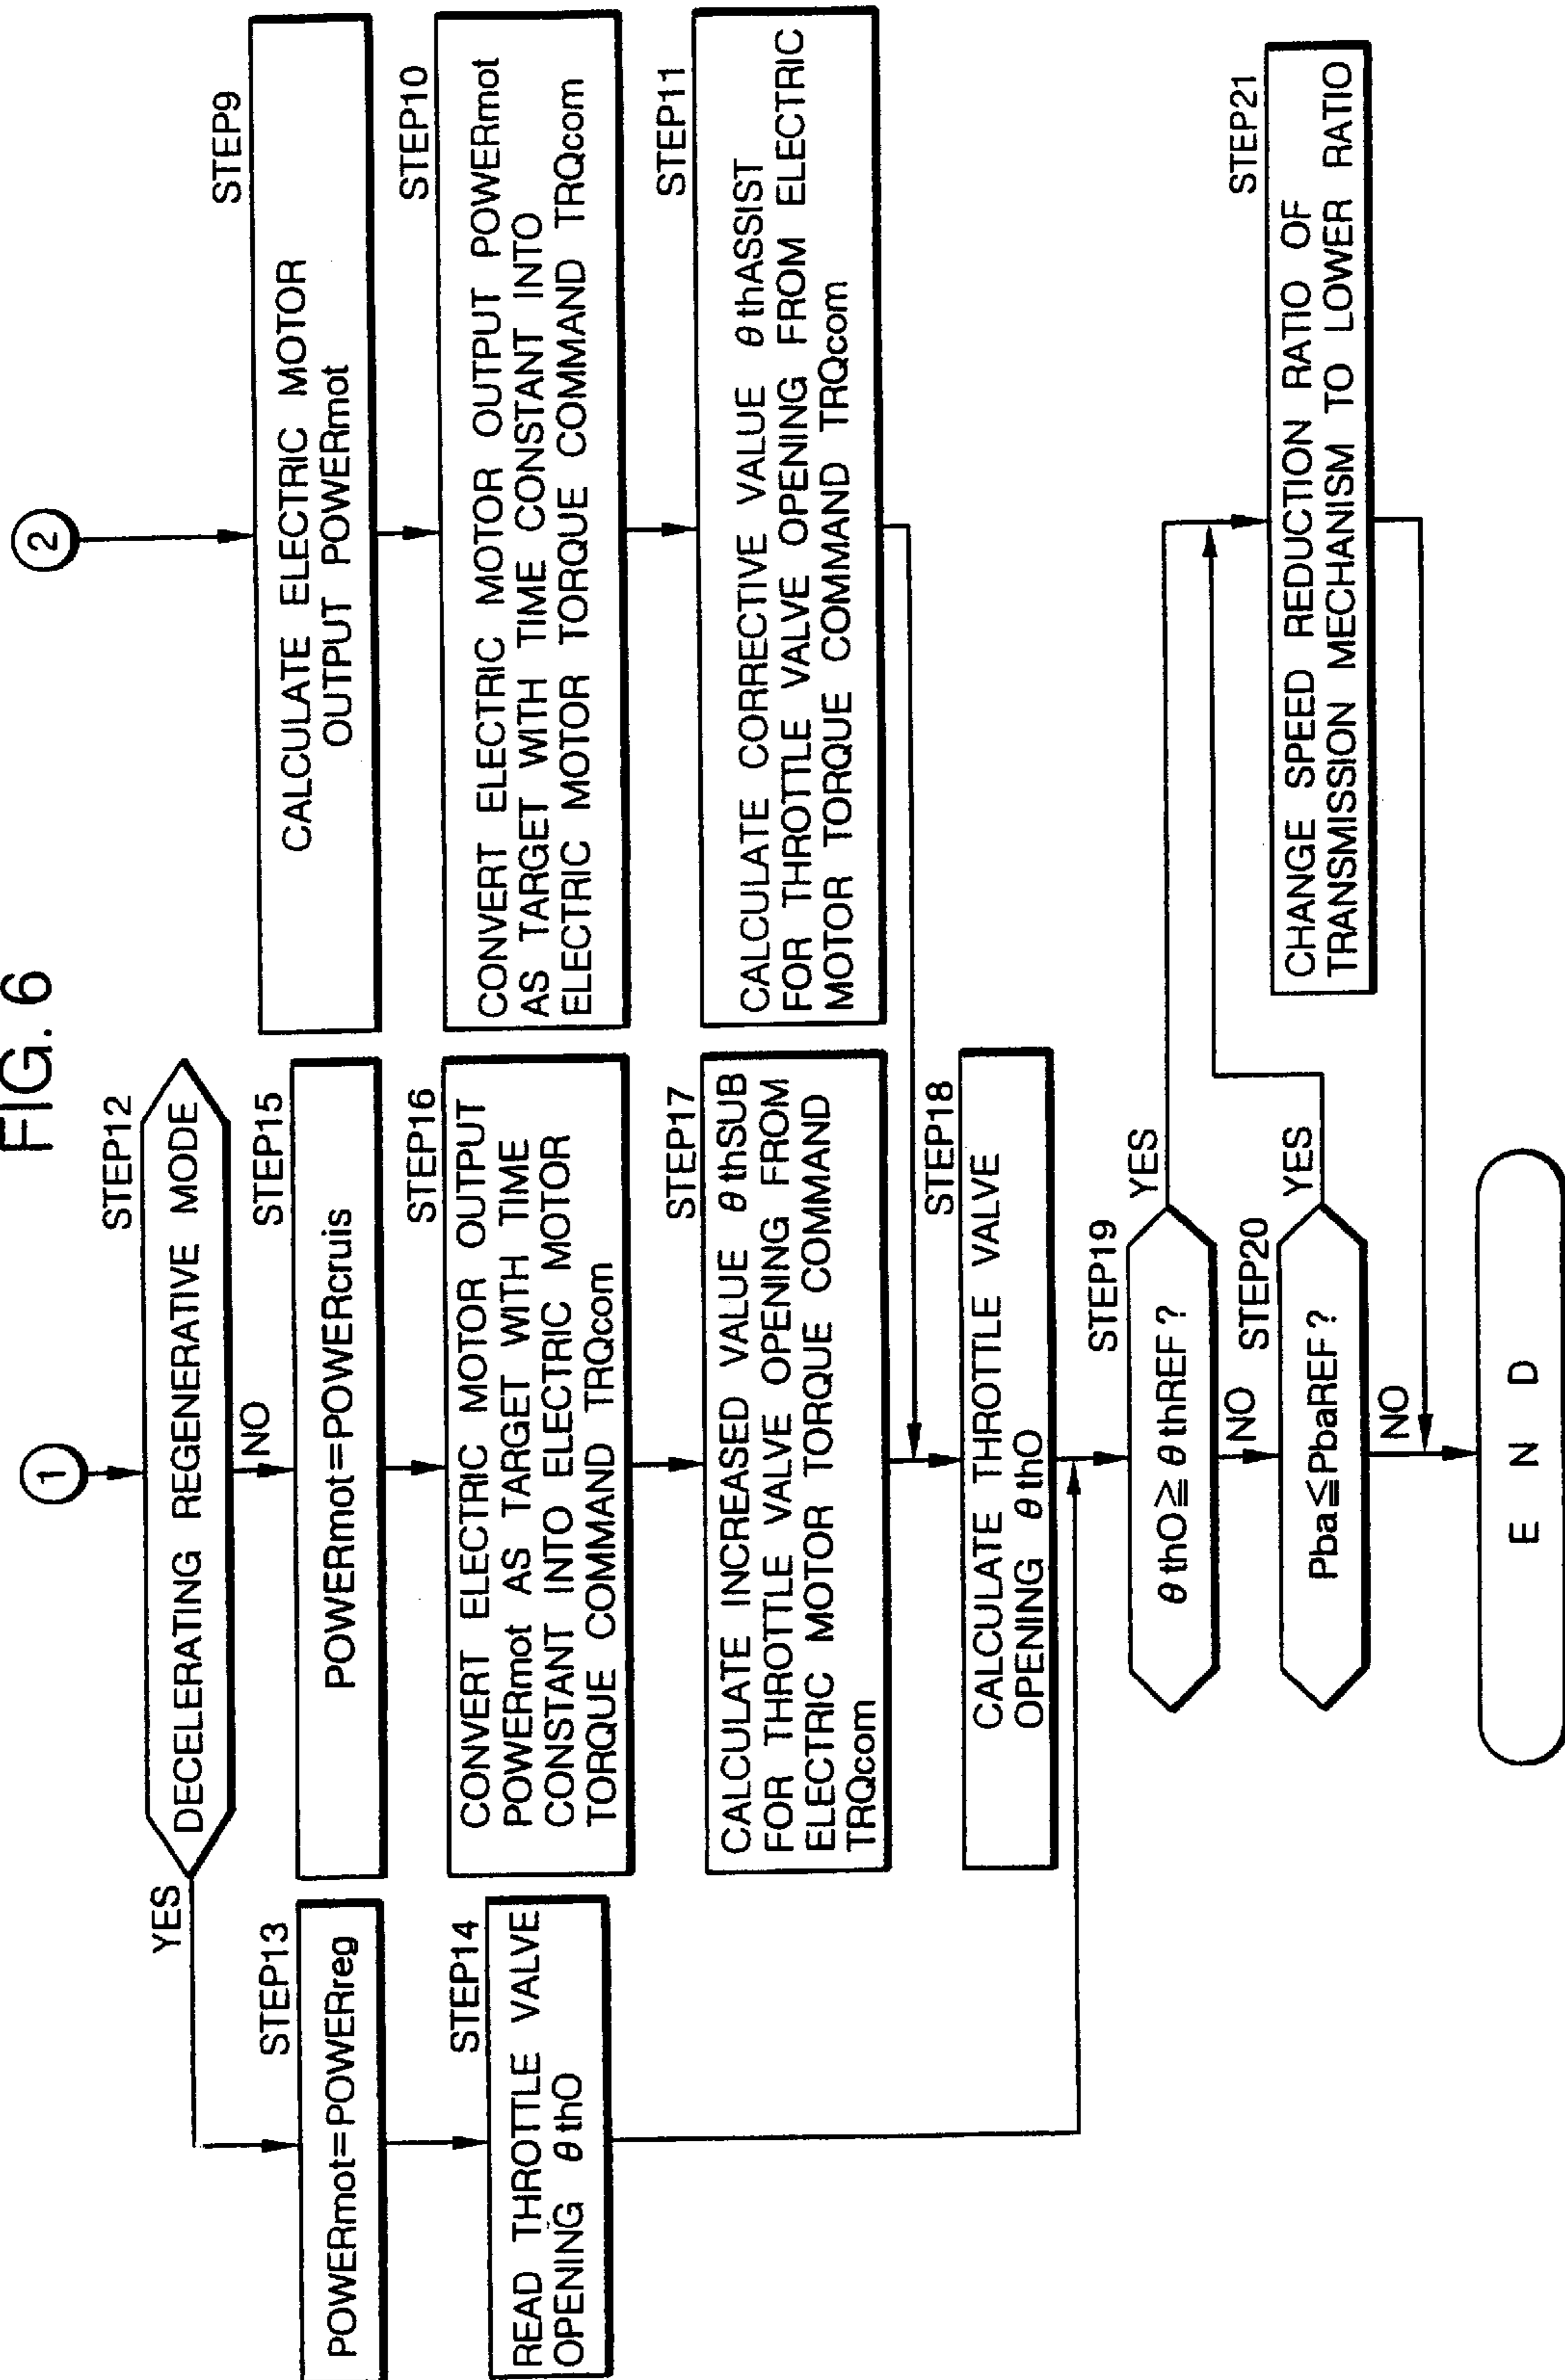 FIG. 6
1
STEP12
DECELERATING REGENERATIVE MODE
YES
NO
STEP13
POWERmot=POWERreg
STEP14
READ THROTTLE VALVE
OPENING θthO
STEP15
POWERmot=POWERcruis
STEP16
CONVERT ELECTRIC MOTOR OUTPUT
POWERmot AS TARGET WITH TIME
CONSTANT INTO ELECTRIC MOTOR
TORQUE COMMAND TRQcom
STEP17
CALCULATE INCREASED VALUE θthSUB
FOR THROTTLE VALVE OPENING FROM
ELECTRIC MOTOR TORQUE COMMAND
TRQcom
2
STEP9
CALCULATE ELECTRIC MOTOR
OUTPUT POWERmot
STEP10
CONVERT ELECTRIC MOTOR OUTPUT POWERmot
AS TARGET WITH TIME CONSTANT INTO
ELECTRIC MOTOR TORQUE COMMAND TRQcom
STEP11
CALCULATE CORRECTIVE VALUE θthASSIST
FOR THROTTLE VALVE OPENING FROM ELECTRIC
MOTOR TORQUE COMMAND TRQcom
STEP18
CALCULATE THROTTLE VALVE
OPENING θthO
STEP19
θthO≧θthREF?
YES
NO
STEP20
Pba≦PbaREF?
YES
NO
STEP21
CHANGE SPEED REDUCTION RATIO OF
TRANSMISSION MECHANISM TO LOWER RATIO
END